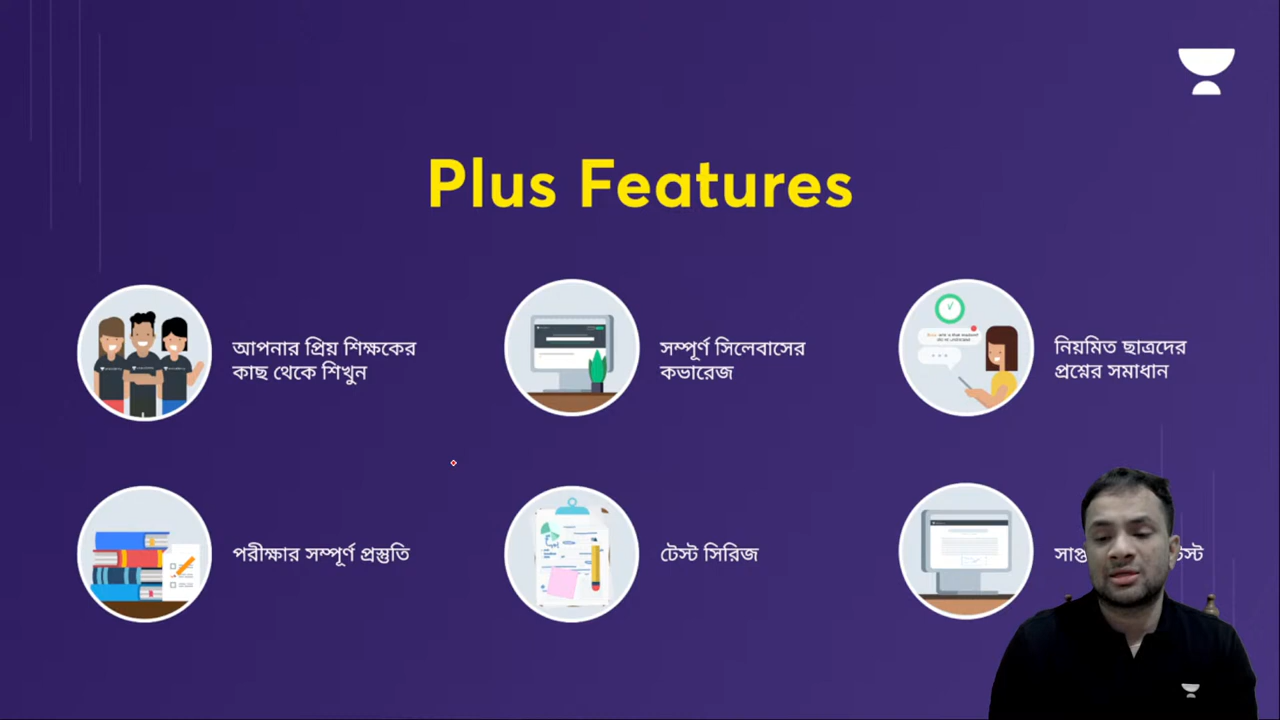 Plus Features
আপনার প্রিয় শিক্ষকের
কাছ থেকে শিখুন
সম্পূর্ণ সিলেবাসের
কভারেজ
নিয়মিত ছাত্রদের
প্রশ্নের সমাধান
পরীক্ষার সম্পূর্ণ প্রস্তুতি
টেস্ট সিরিজ